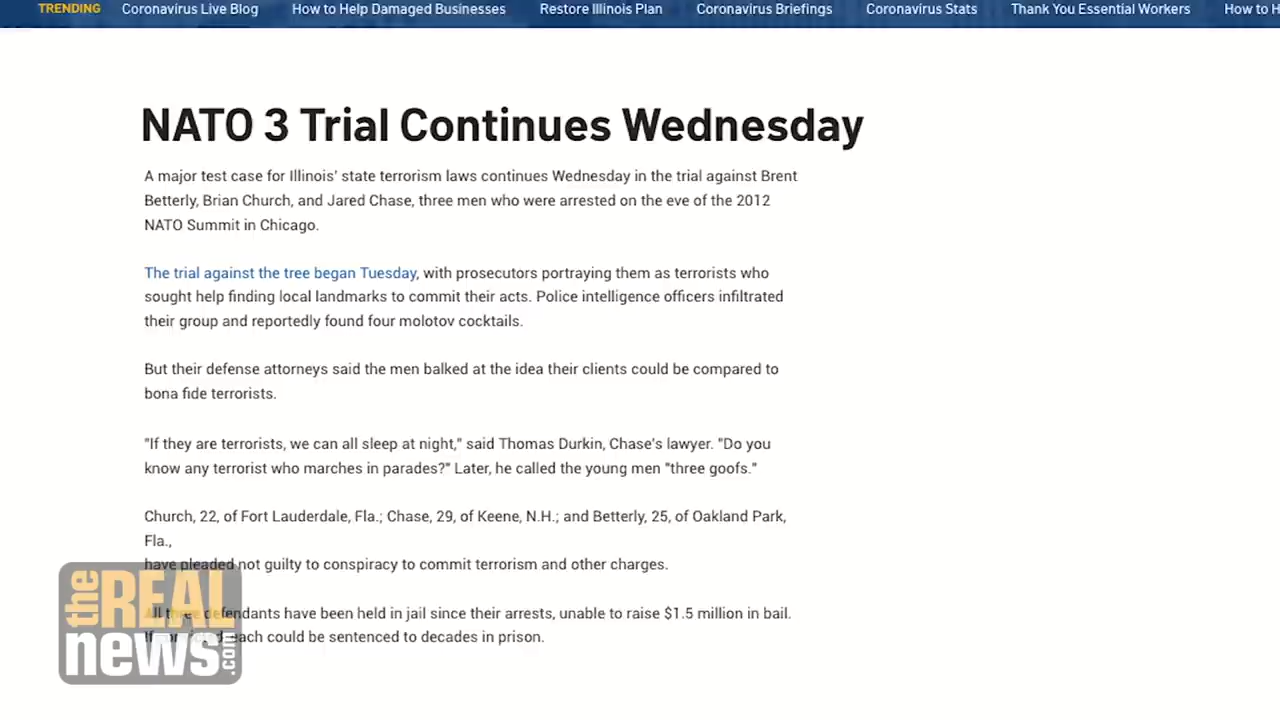 TRENDING Coronavirus Live Blog How to Help Damaged Businesses Restore Illinois Plan Coronavirus Briefings Coronavirus Stats Thank You Essential Workers How to H
NATO 3 Trial Continues Wednesday
A major test case for Illinois' state terrorism laws continues Wednesday in the trial against Brent
Betterly, Brian Church, and Jared Chase, three men who were arrested on the eve of the 2012
NATO Summit in Chicago.
The trial against the tree began Tuesday, with prosecutors portraying them as terrorists who
sought help finding local landmarks to commit their acts. Police intelligence officers infiltrated
their group and reportedly found four molotov cocktails.
But their defense attorneys said the men balked at the idea their clients could be compared to
bona fide terrorists.
"If they are terrorists, we can all sleep at night," said Thomas Durkin, Chase's lawyer. "Do you
know any terrorist who marches in parades?" Later, he called the young men "three goofs."
Church, 22, of Fort Lauderdale, Fla.; Chase, 29, of Keene, N.H.; and Betterly, 25, of Oakland Park,
Fla.,
have pleaded not guilty to conspiracy to commit terrorism and other charges.
All three defendants have been held in jail since their arrests, unable to raise $1.5 million in bail.
If each could be sentenced to decades in prison.
the REAL
news.com